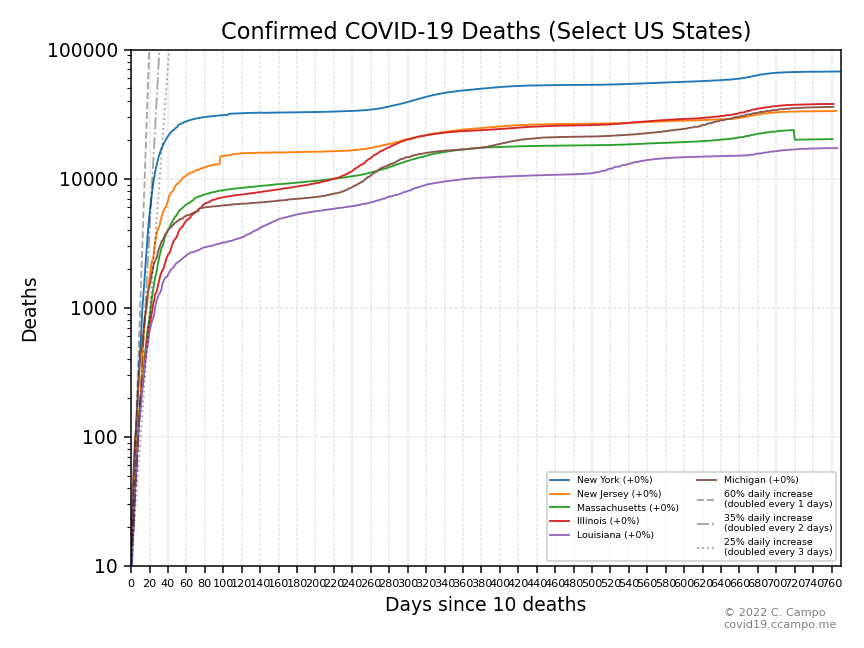 Confirmed COVID-19 Deaths (Select US States)
100000
10000
1000
100
10
Deaths
0 20 40 60 80 100 120 140 160 180 200 220 240 260 280 300 320 340 360 380 400 420 440 460 480 500 520 540 560 580 600 620 640 660 680 700 720 740 760
Days since 10 deaths
New York (+0%)
New Jersey (+0%)
Massachusetts (+0%)
Illinois (+0%)
Louisiana (+0%)
Michigan (+0%)
60% daily increase
(doubled every 1 days)
35% daily increase
(doubled every 2 days)
25% daily increase
(doubled every 3 days)
© 2022 C. Campo
covid19.ccampo.me